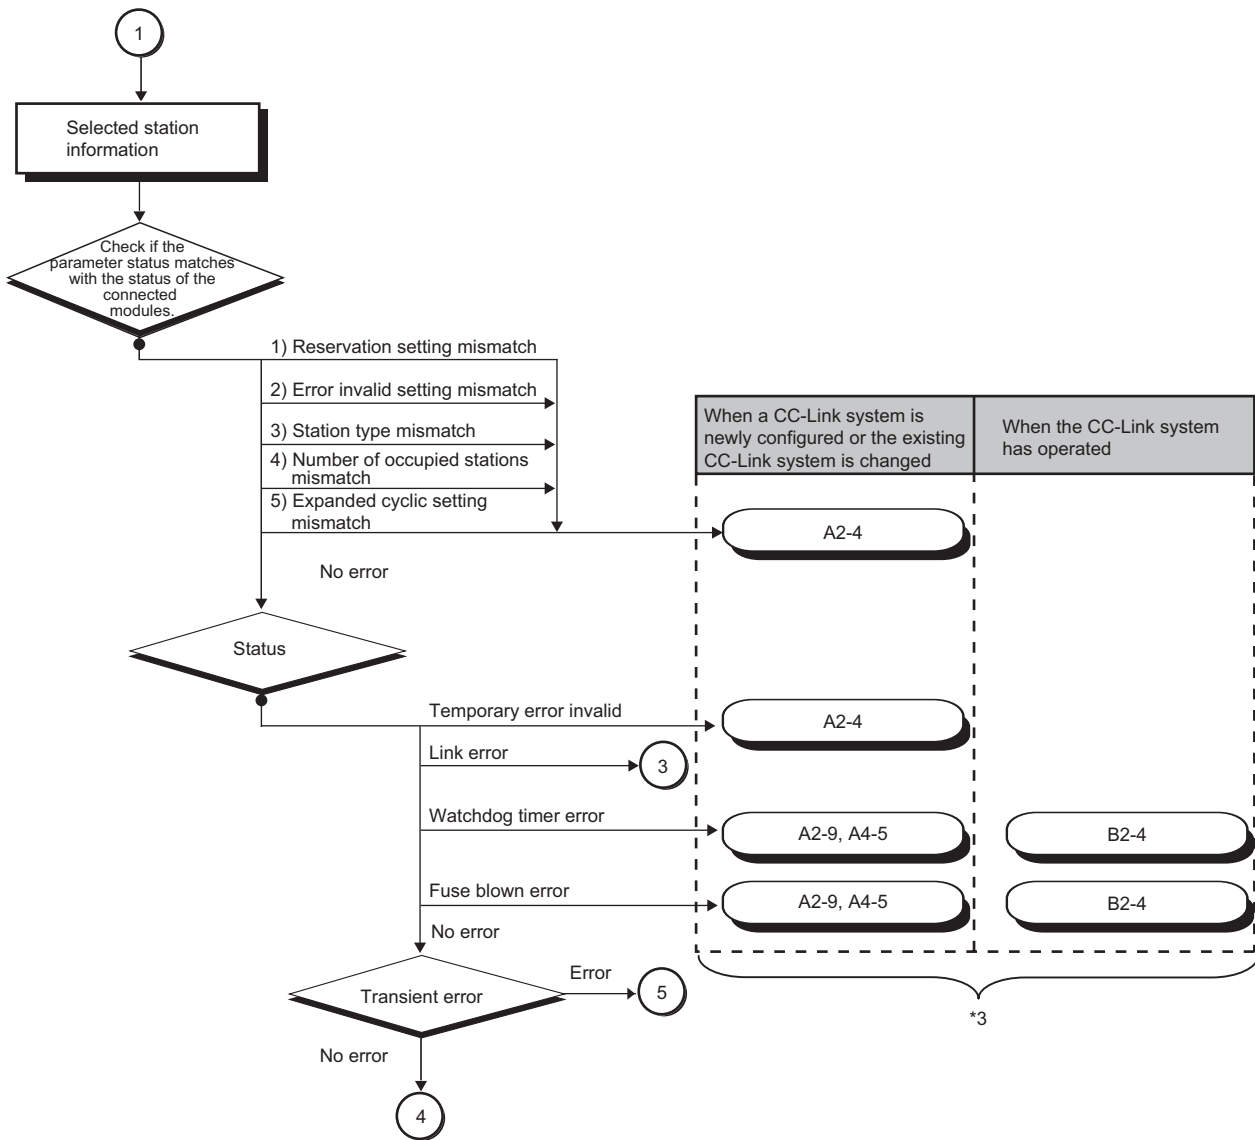 1
Selected station
information
Check if the
parameter status matches
with the status of the
connected
modules.
1) Reservation setting mismatch
2) Error invalid setting mismatch
3) Station type mismatch
4) Number of occupied stations
mismatch
5) Expanded cyclic setting
mismatch
No error
When a CC-Link system is
newly configured or the existing
CC-Link system is changed
When the CC-Link system
has operated
A2-4
Status
Temporary error invalid
A2-4
Link error
3
Watchdog timer error
A2-9, A4-5
B2-4
Fuse blown error
A2-9, A4-5
B2-4
No error
Transient error
Error
5
*3
No error
4